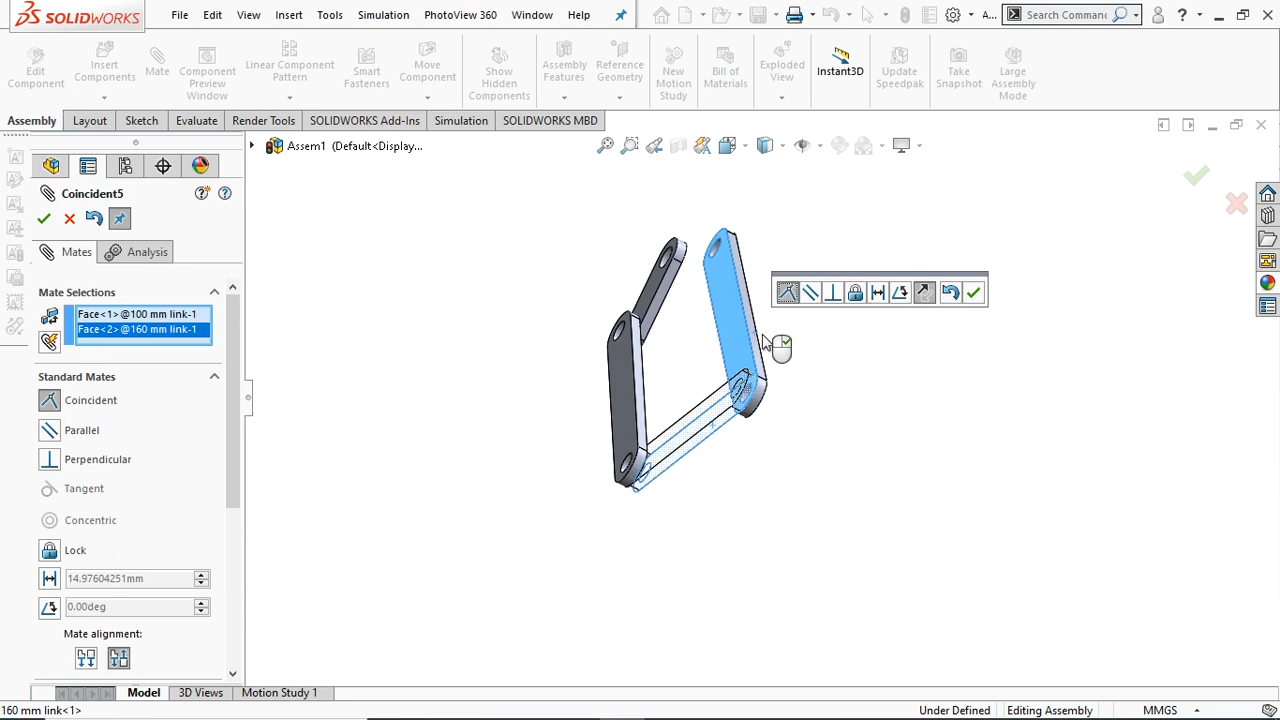 SOLIDWORKS
File Edit View Insert Tools Simulation PhotoView 360 Window Help
A...
Search Commands
?
Edit Component
Insert Components
Mate
Component Preview Window
Linear Component Pattern
Smart Fasteners
Move Component
Show Hidden Components
Assembly Features
Reference Geometry
New Motion Study
Bill of Materials
Exploded View
Instant3D
Update Speedpak
Take Snapshot
Large Assembly Mode
Assembly Layout Sketch Evaluate Render Tools SOLIDWORKS Add-Ins Simulation SOLIDWORKS MBD
Assem1 (Default<Display...
Coincident5
Mates Analysis
Mate Selections
Face<1>@100 mm link-1
Face<2>@160 mm link-1
Standard Mates
Coincident
Parallel
Perpendicular
Tangent
Concentric
Lock
14.97604251mm
0.00deg
Mate alignment:
Model 3D Views Motion Study 1
160 mm link<1>
Under Defined Editing Assembly MMGS